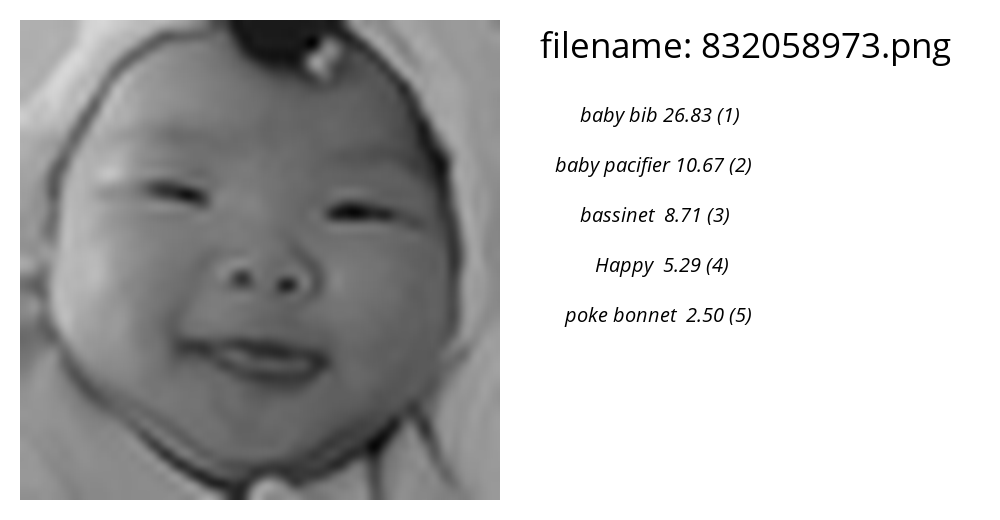 filename: 832058973.png
baby bib 26.83 (1)
baby pacifier 10.67 (2)
bassinet 8.71 (3)
Happy 5.29 (4)
poke bonnet 2.50 (5)